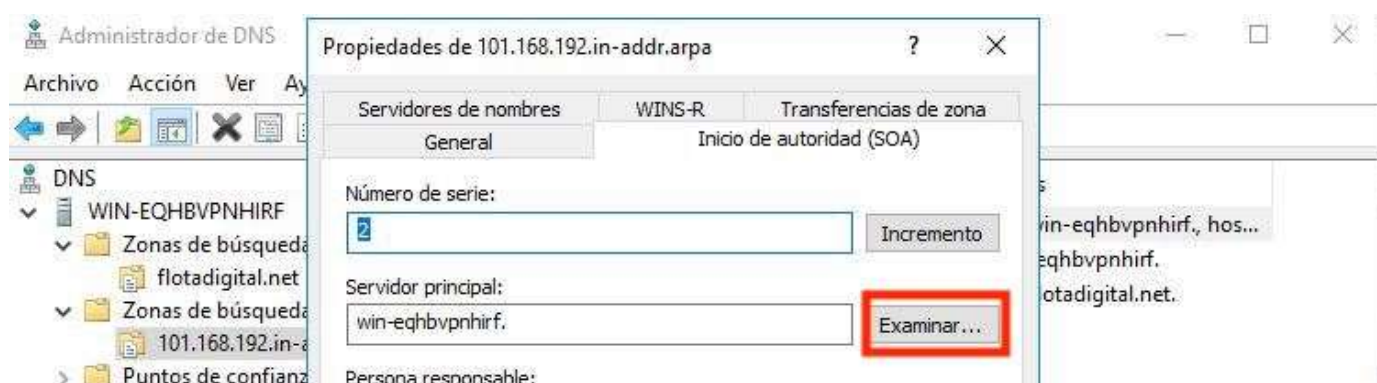 Administrador de DNS
Archivo Acción Ver Ay
DNS
WIN-EQHBVPNHIRF
Zonas de búsqueda
flotadigital.net
Zonas de búsqueda
101.168.192.in-a
Puntos de confianz
Propiedades de 101.168.192.in-addr.arpa ? ×
Servidores de nombres WINS-R Transferencias de zona
General Inicio de autoridad (SOA)
Número de serie:
2 Incremento
Servidor principal:
win-eqhbvpnhirf. Examinar...
Persona responsable:
win-eqhbvpnhirf., hos...
eqhbvpnhirf.
lotadigital.net.